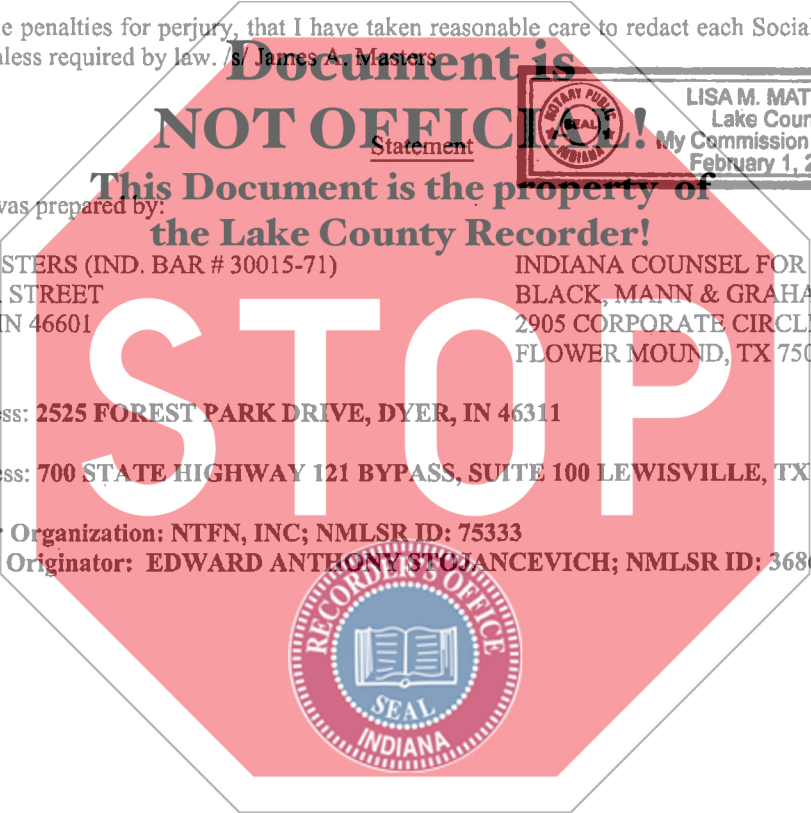 e penalties for perjury, that I have taken reasonable care to redact each Social
nless required by law. /s/ James A. Masters
Document is
NOT OFFICIAL!
Statement
This Document is the property of
the Lake County Recorder!
NOTARY PUBLIC
SEAL
INDIANA
LISA M. MAT
Lake Coun
My Commission
February 1, 2
was prepared by:
STERS (IND. BAR # 30015-71)
STREET
IN 46601
INDIANA COUNSEL FOR
BLACK, MANN & GRAHA
2905 CORPORATE CIRCLE
FLOWER MOUND, TX 750
STOP
ess: 2525 FOREST PARK DRIVE, DYER, IN 46311
ess: 700 STATE HIGHWAY 121 BYPASS, SUITE 100 LEWISVILLE, TX
r Organization: NTFN, INC; NMLSR ID: 75333
Originator: EDWARD ANTHONY STOJANCEVICH; NMLSR ID: 368
RECORDER'S OFFICE
SEAL
INDIANA